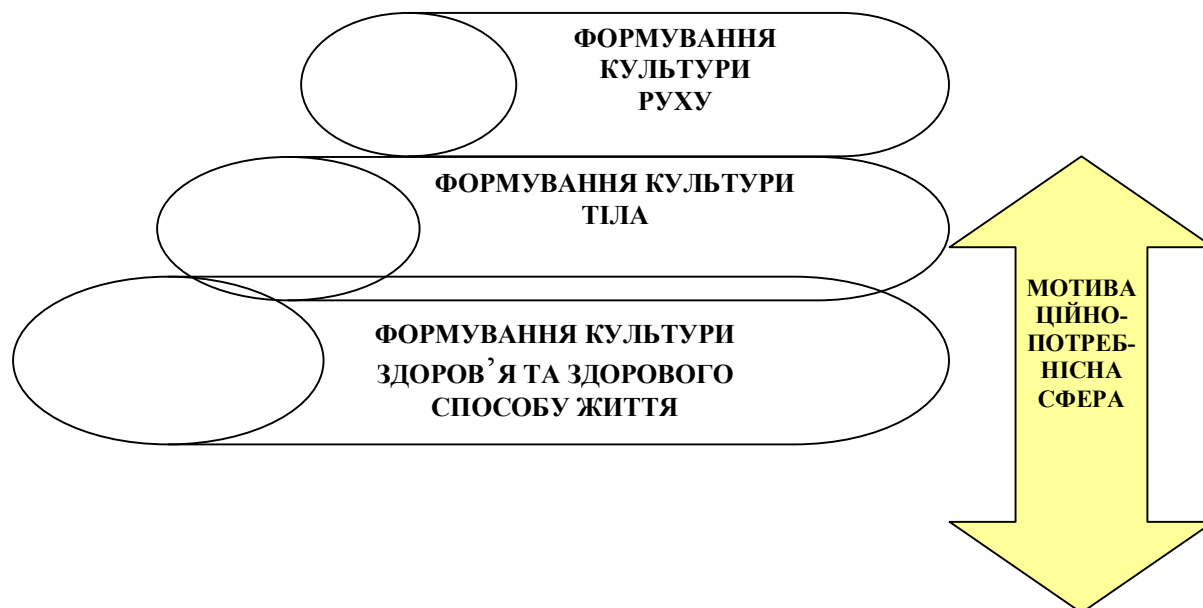 ФОРМУВАННЯ
КУЛЬТУРИ
РУХУ
ФОРМУВАННЯ КУЛЬТУРИ
ТІЛА
ФОРМУВАННЯ КУЛЬТУРИ
ЗДОРОВ’Я ТА ЗДОРОВОГО
СПОСОБУ ЖИТТЯ
МОТИВА
ЦІЙНО-
ПОТРЕБ-
НІСНА
СФЕРА